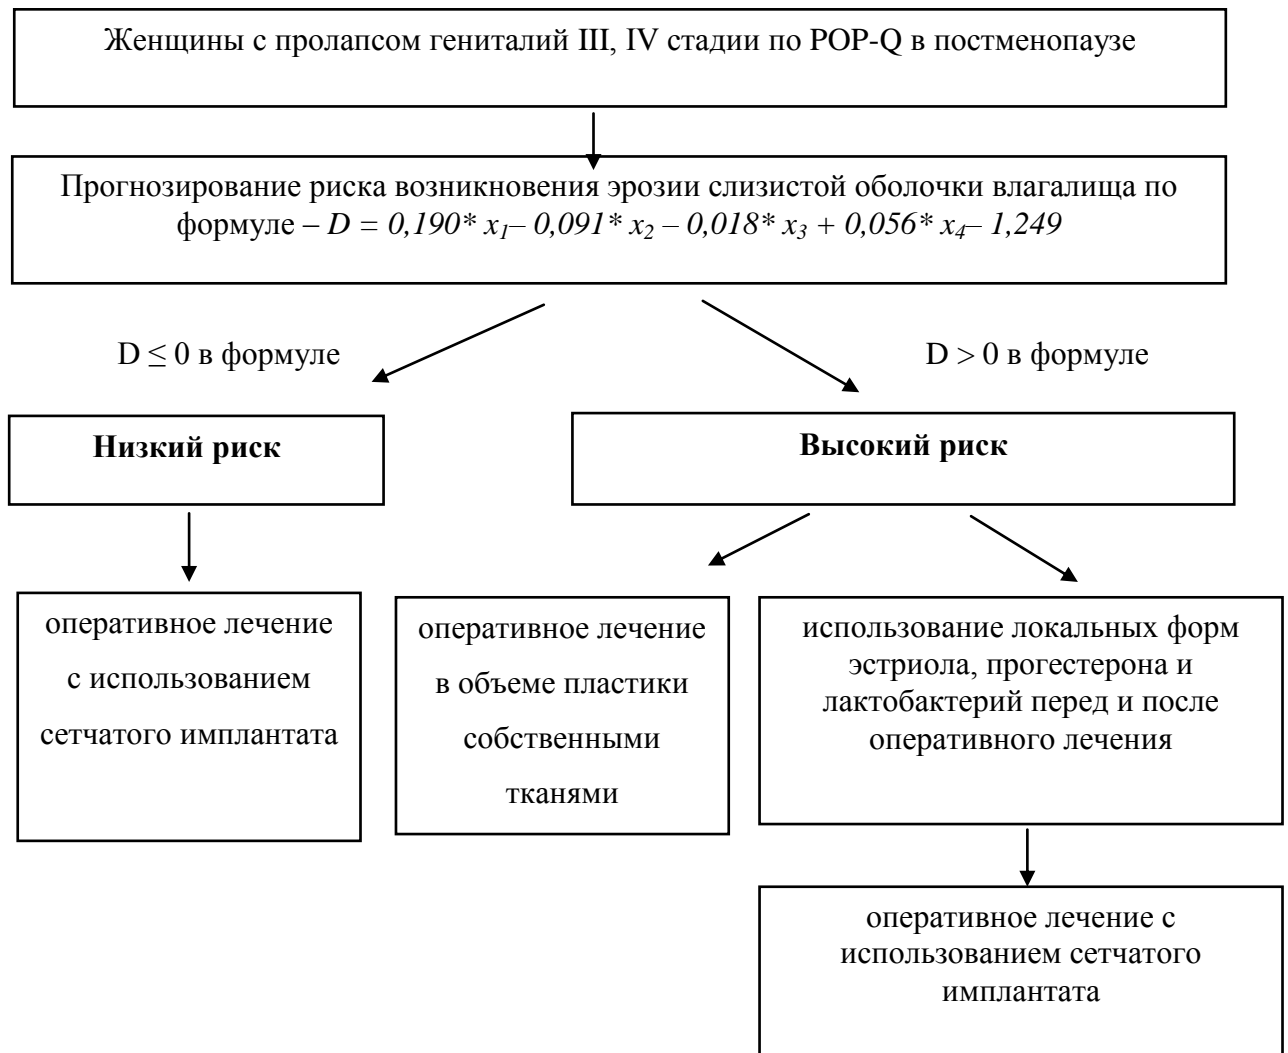 Женщины с пролапсом гениталий III, IV стадии по POP-Q в постменопаузе
Прогнозирование риска возникновения эрозии слизистой оболочки влагалища по
формуле – D = 0,190* x₁– 0,091* x₂ – 0,018* x₃ + 0,056* x₄– 1,249
D ≤ 0 в формуле
D > 0 в формуле
Низкий риск
Высокий риск
оперативное лечение
с использованием
сетчатого имплантата
оперативное лечение
в объеме пластики
собственными
тканями
использование локальных форм
эстриола, прогестерона и
лактобактерий перед и после
оперативного лечения
оперативное лечение с
использованием сетчатого
имплантата